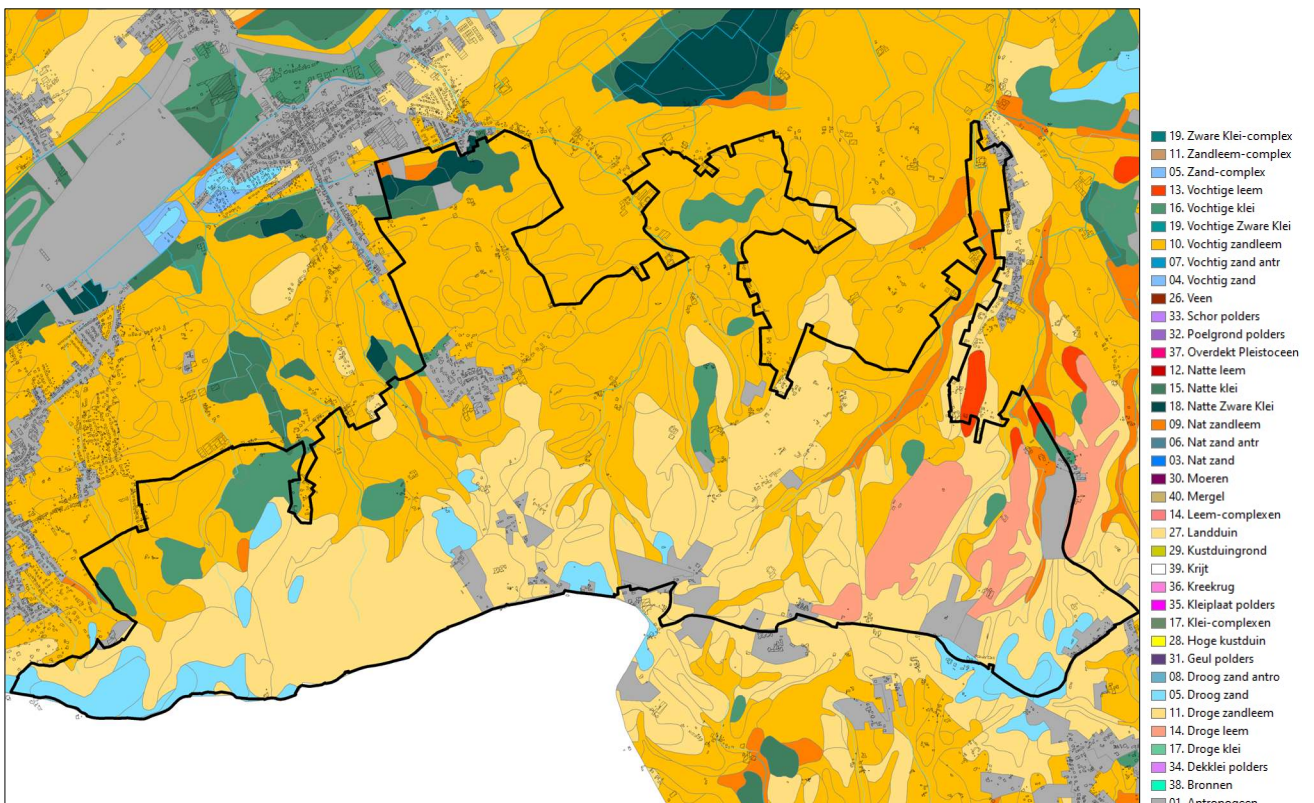 19. Zware Klei-complex
11. Zandleem-complex
05. Zand-complex
13. Vochtige leem
16. Vochtige klei
19. Vochtige Zware Klei
10. Vochtig zandleem
07. Vochtig zand antr
04. Vochtig zand
26. Veen
33. Schor polders
32. Poelgrond polders
37. Overdekt Pleistoceen
12. Natte leem
15. Natte klei
18. Natte Zware Klei
09. Nat zandleem
06. Nat zand antr
03. Nat zand
30. Moeren
40. Mergel
14. Leem-complexen
27. Landduin
29. Kustduingrond
39. Krijt
36. Kreekrug
35. Kleiplaat polders
17. Klei-complexen
28. Hoge kustduin
31. Geul polders
08. Droog zand antro
05. Droog zand
11. Droge zandleem
14. Droge leem
17. Droge klei
34. Dekklei polders
38. Bronnen
01. Antropogeen